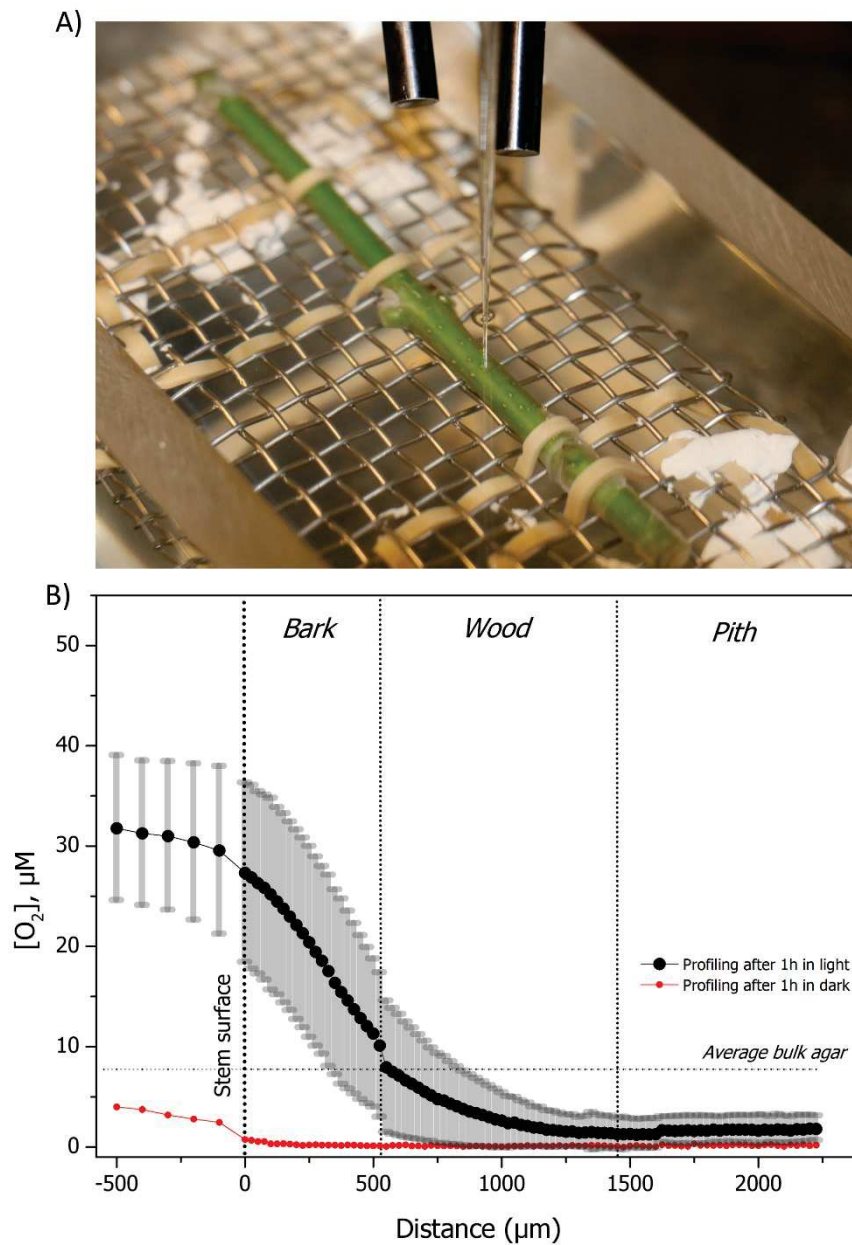 A)
B)
Bark
Wood
Pith
50
40
30
20
10
0
[O₂], µM
Stem surface
Profiling after 1h in light
Profiling after 1h in dark
Average bulk agar
-500
0
500
1000
1500
2000
Distance (µm)